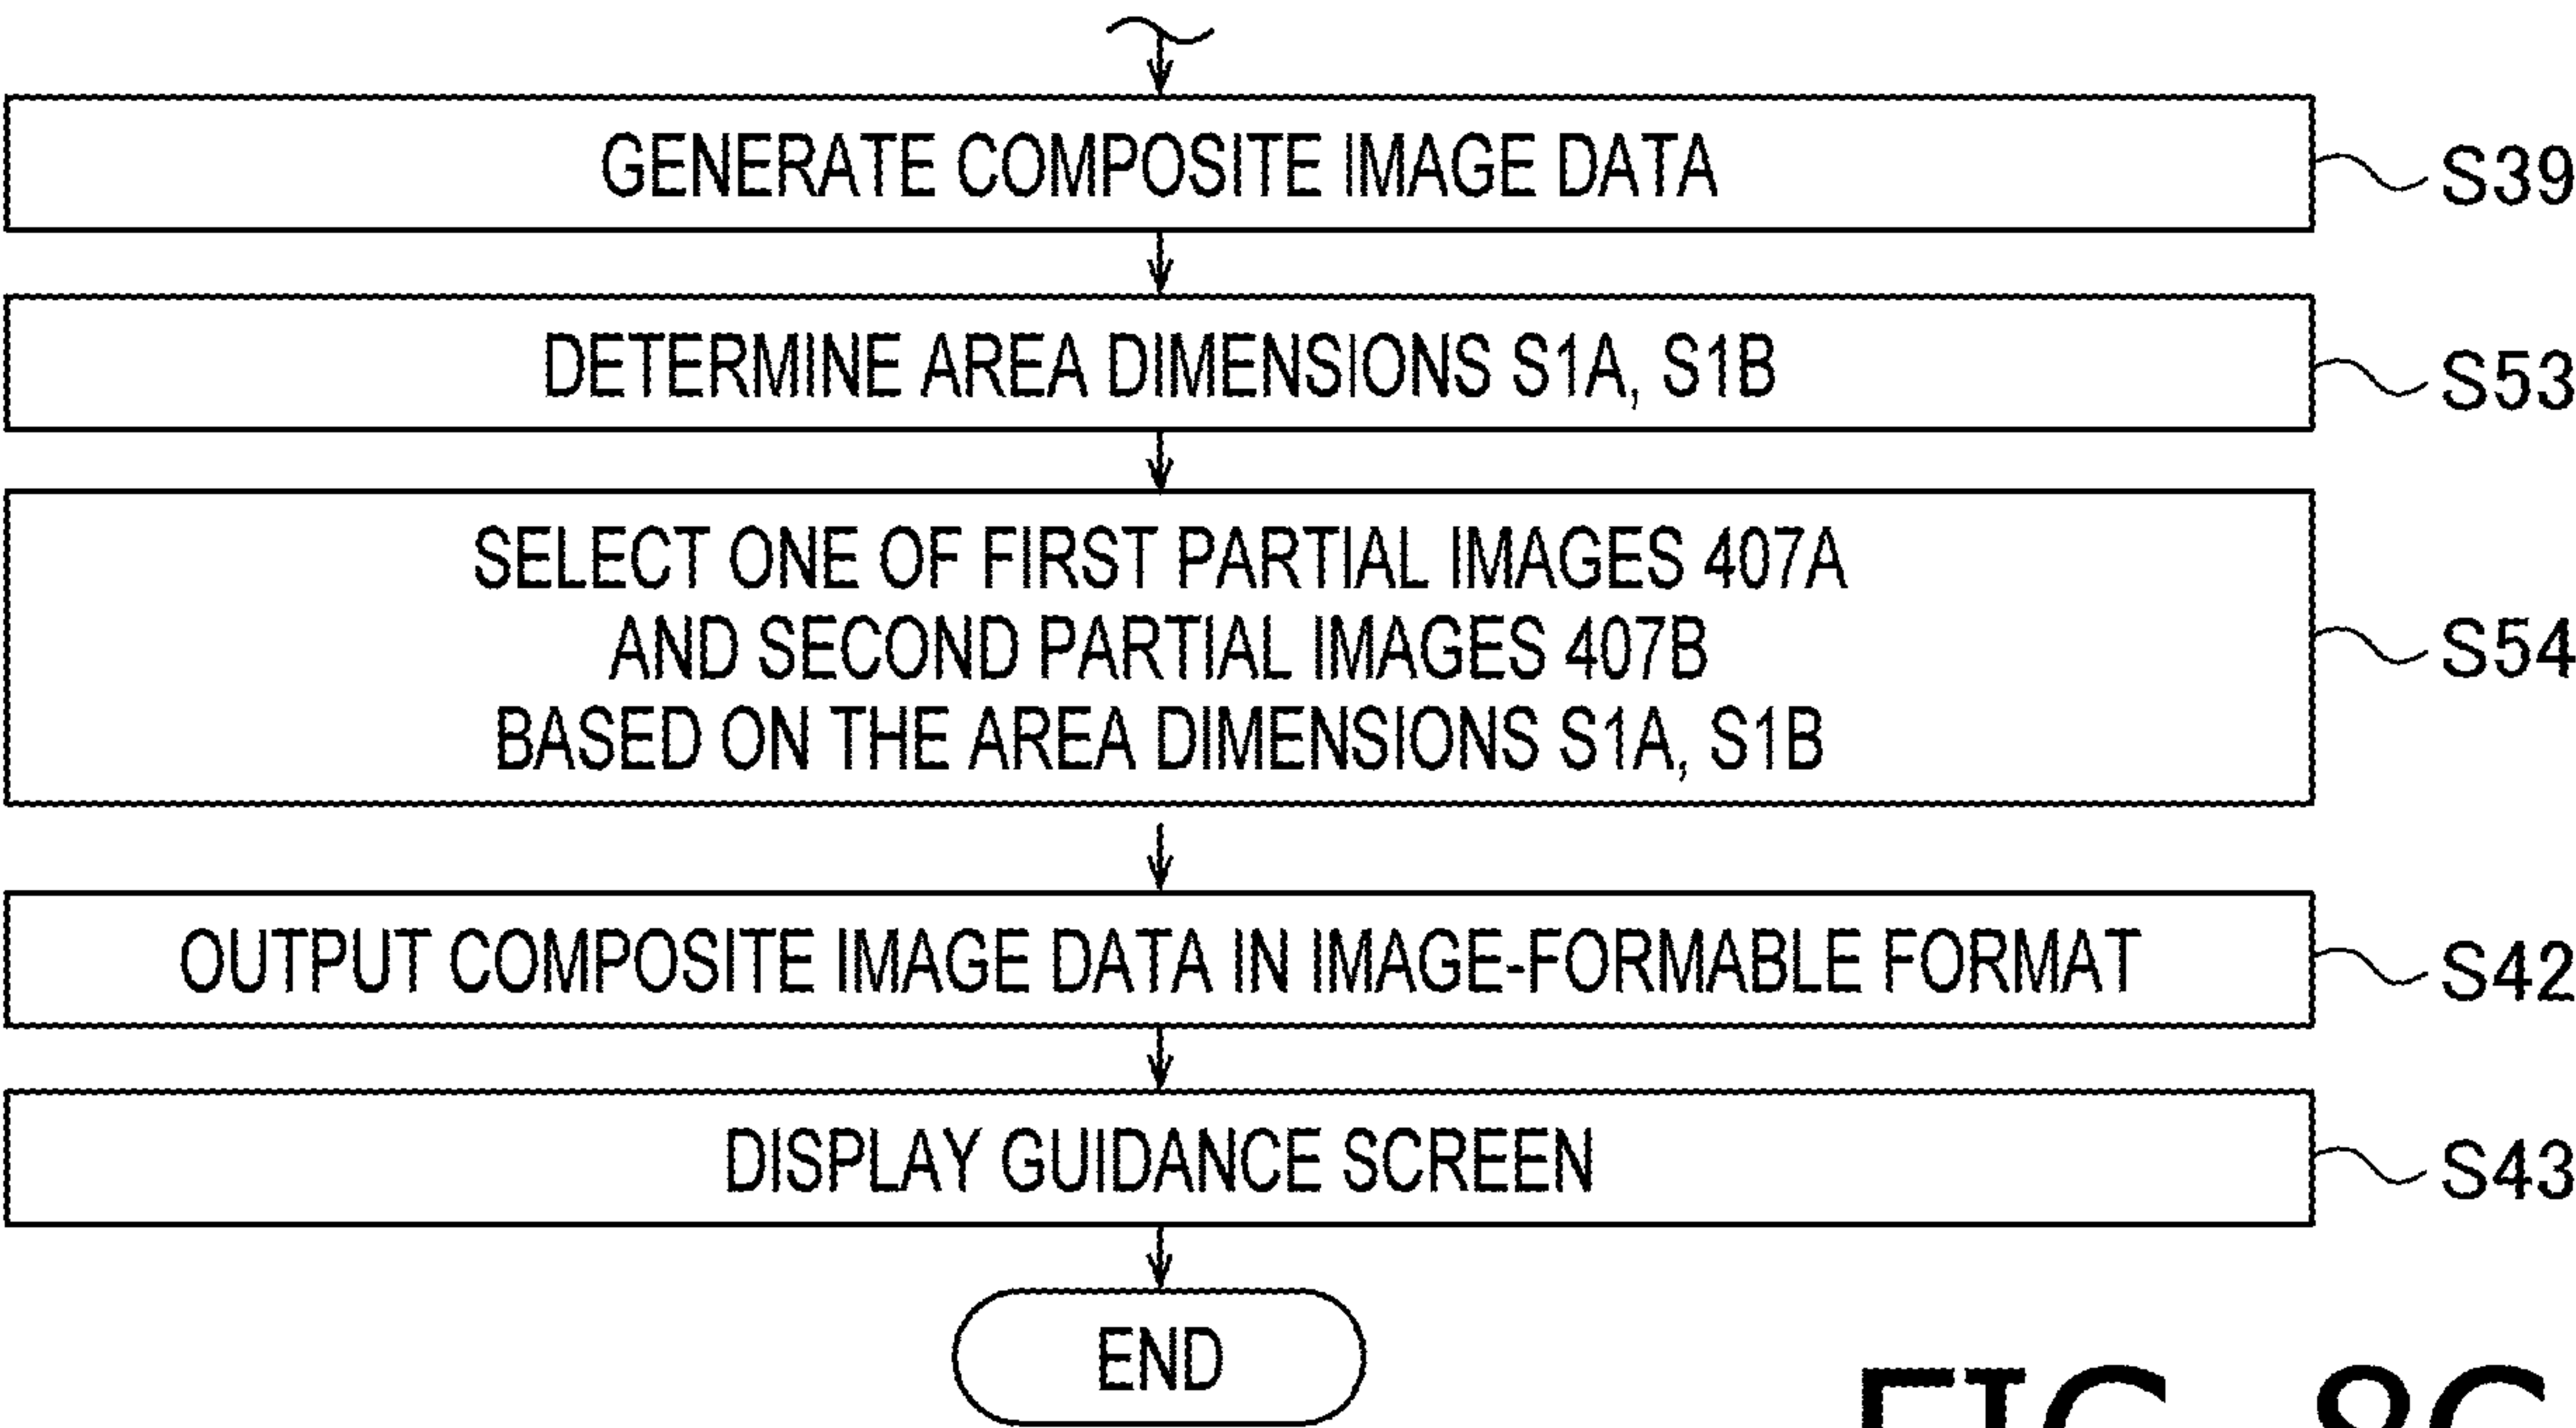 GENERATE COMPOSITE IMAGE DATA
S39
DETERMINE AREA DIMENSIONS S1A, S1B
S53
SELECT ONE OF FIRST PARTIAL IMAGES 407A
AND SECOND PARTIAL IMAGES 407B
BASED ON THE AREA DIMENSIONS S1A, S1B
S54
OUTPUT COMPOSITE IMAGE DATA IN IMAGE-FORMABLE FORMAT
S42
DISPLAY GUIDANCE SCREEN
S43
END
FIG. 8C